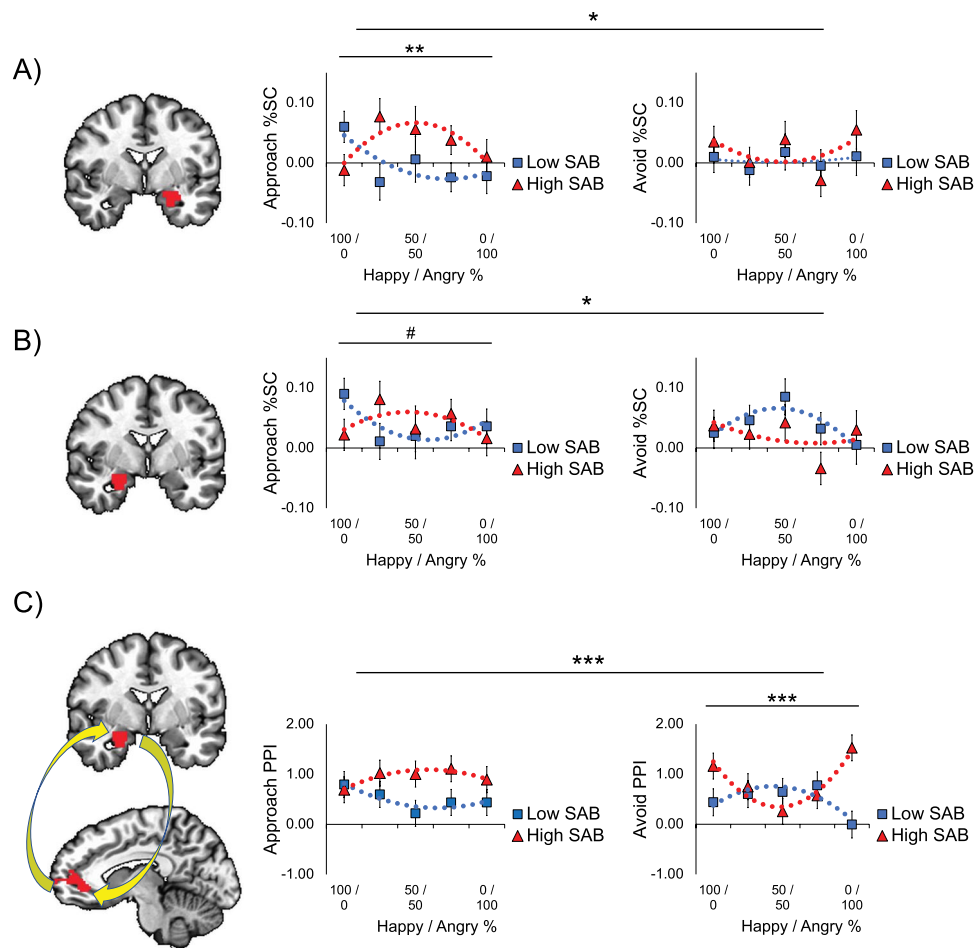 *
**
A)
Approach %SC
0.10
0.00
-0.10
100 /
0
50 /
50
0 /
100
Happy / Angry %
Low SAB
High SAB
Avoid %SC
0.10
0.00
-0.10
100 /
0
50 /
50
0 /
100
Happy / Angry %
Low SAB
High SAB
*
#
B)
Approach %SC
0.10
0.00
-0.10
100 /
0
50 /
50
0 /
100
Happy / Angry %
Low SAB
High SAB
Avoid %SC
0.10
0.00
-0.10
100 /
0
50 /
50
0 /
100
Happy / Angry %
Low SAB
High SAB
C)
***
***
Approach PPI
2.00
1.00
0.00
-1.00
100 /
0
50 /
50
0 /
100
Happy / Angry %
Low SAB
High SAB
Avoid PPI
2.00
1.00
0.00
-1.00
100 /
0
50 /
50
0 /
100
Happy / Angry %
Low SAB
High SAB